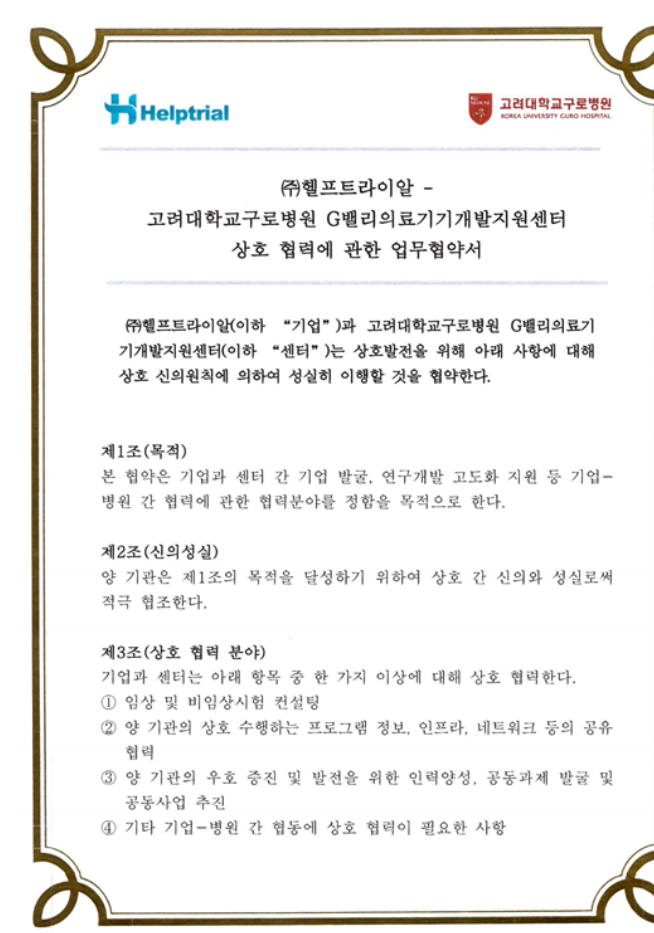 Helptrial
고려대학교구로병원
KOREA UNIVERSITY GURO HOSPITAL
㈜헬프트라이알 -
고려대학교구로병원 G밸리의료기기개발지원센터
상호 협력에 관한 업무협약서
㈜헬프트라이알(이하 “기업”)과 고려대학교구로병원 G밸리의료기
기개발지원센터(이하 “센터”)는 상호발전을 위해 아래 사항에 대해
상호 신의원칙에 의하여 성실히 이행할 것을 협약한다.
제1조(목적)
본 협약은 기업과 센터 간 기업 발굴, 연구개발 고도화 지원 등 기업-
병원 간 협력에 관한 협력분야를 정함을 목적으로 한다.
제2조(신의성실)
양 기관은 제1조의 목적을 달성하기 위하여 상호 간 신의와 성실로써
적극 협조한다.
제3조(상호 협력 분야)
기업과 센터는 아래 항목 중 한 가지 이상에 대해 상호 협력한다.
① 임상 및 비임상시험 컨설팅
② 양 기관의 상호 수행하는 프로그램 정보, 인프라, 네트워크 등의 공유
협력
③ 양 기관의 우호 증진 및 발전을 위한 인력양성, 공동과제 발굴 및
공동사업 추진
④ 기타 기업-병원 간 협동에 상호 협력이 필요한 사항